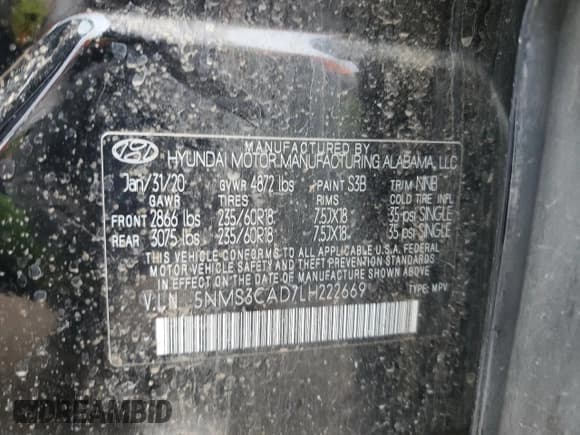 MANUFACTURED BY
HYUNDAI MOTOR MANUFACTURING ALABAMA, LLC
Jan/31/20 GVWR 4872 lbs PAINT S3B TRIM NNB
GAWR TIRES RIMS COLD TIRE INFL
FRONT 2866 lbs 235/60R18 7.5JX18 35 psi SINGLE
REAR 3075 lbs 235/60R18 7.5JX18 35 psi SINGLE
THIS VEHICLE CONFORMS TO ALL APPLICABLE U.S.A. FEDERAL
MOTOR VEHICLE SAFETY AND THEFT PREVENTION STANDARDS
IN EFFECT ON THE DATE OF MANUFACTURE SHOWN ABOVE
V.I.N. 5NMS3CAD7LH222669 TYPE: MPV
DREAMBID